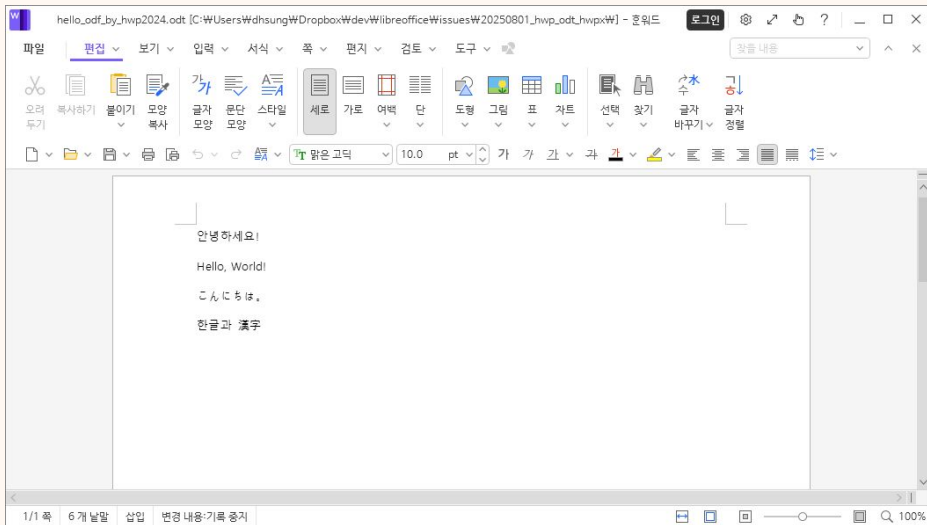 hello_odf_by_hwp2024.odt [C:₩Users₩dhsung₩Dropbox₩dev₩libreoffice₩issues₩20250801_hwp_odt_hwpx₩] - 훈워드 로그인
파일 편집 보기 입력 서식 쪽 편지 검토 도구 찾을 내용
오려 두기 복사하기 붙이기 모양 복사 글자 모양 문단 모양 스타일 세로 가로 여백 단 도형 그림 표 차트 선택 찾기 글자 바꾸기 글자 정렬
맑은 고딕 10.0 pt 가 가 가 과 가
안녕하세요!
Hello, World!
こんにちは。
한글과 漢字
1/1 쪽 6 개 낱말 삽입 변경 내용:기록 중지 100%